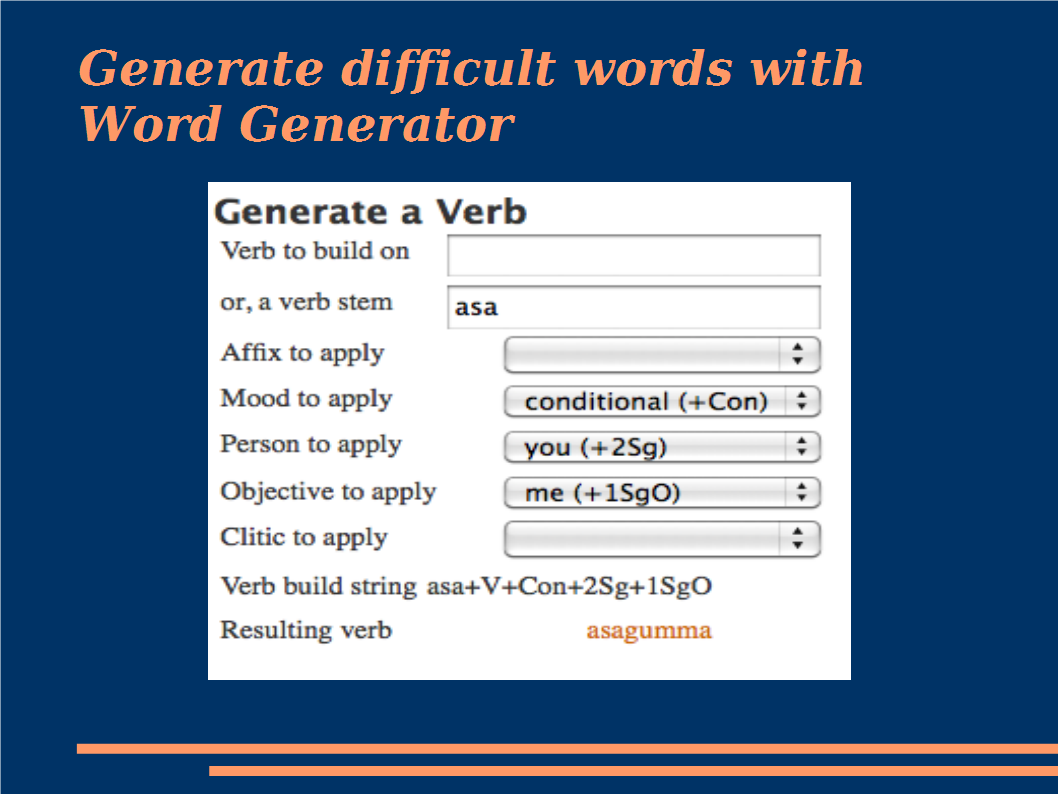 Generate difficult words with
Word Generator
Generate a Verb
Verb to build on
or, a verb stem asa
Affix to apply
Mood to apply conditional (+Con)
Person to apply you (+2Sg)
Objective to apply me (+1SgO)
Clitic to apply
Verb build string asa+V+Con+2Sg+1SgO
Resulting verb asagumma